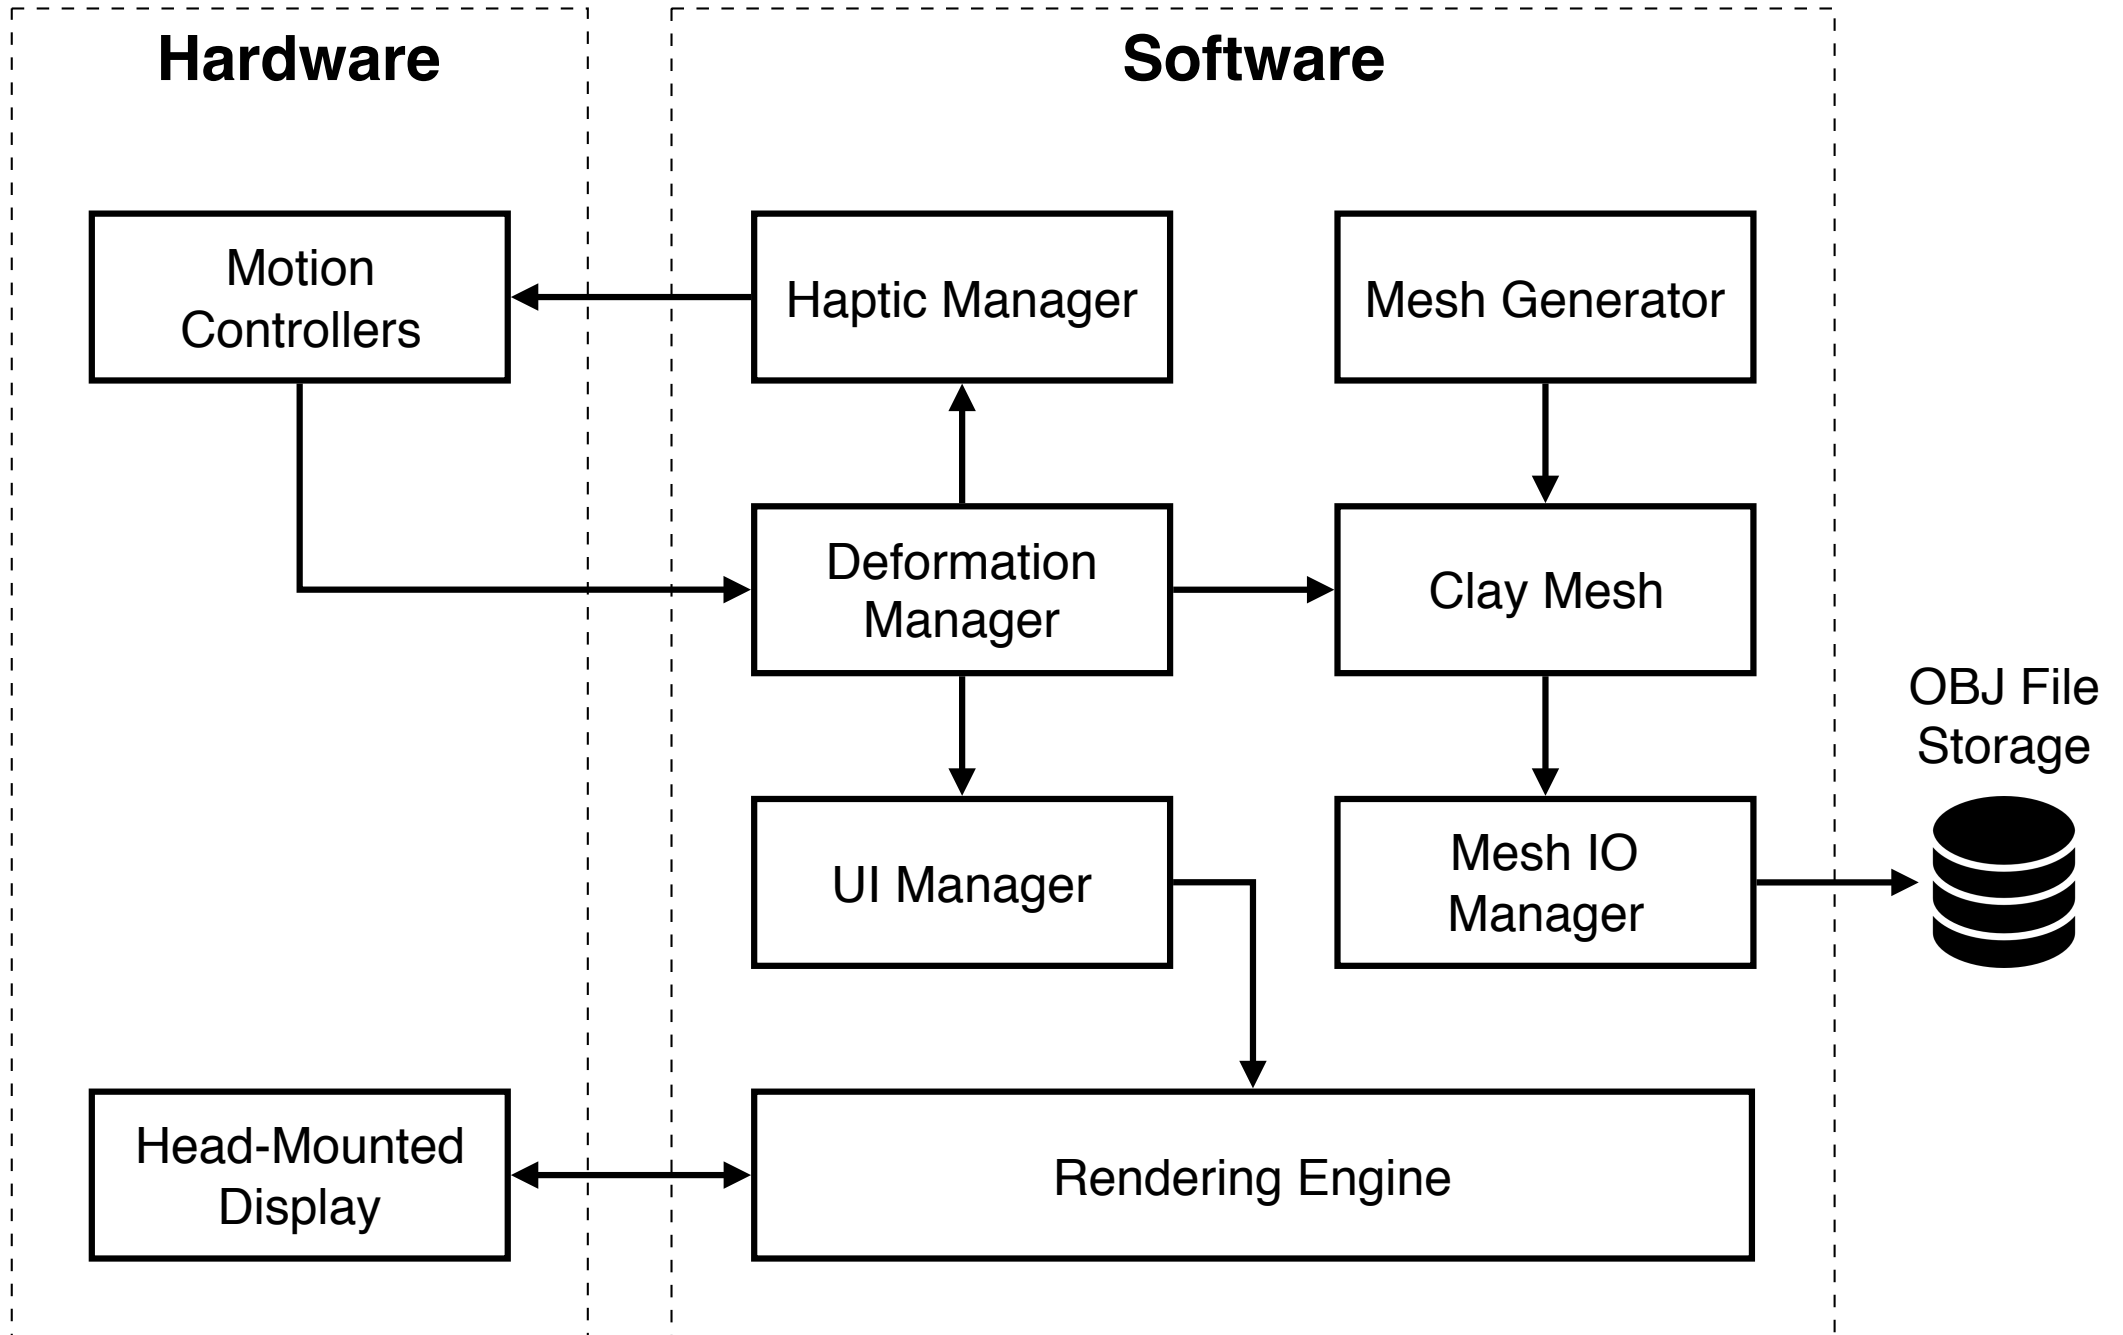 Hardware
Software
Motion
Controllers
Haptic Manager
Mesh Generator
Deformation
Manager
Clay Mesh
OBJ File
Storage
UI Manager
Mesh IO
Manager
Head-Mounted
Display
Rendering Engine